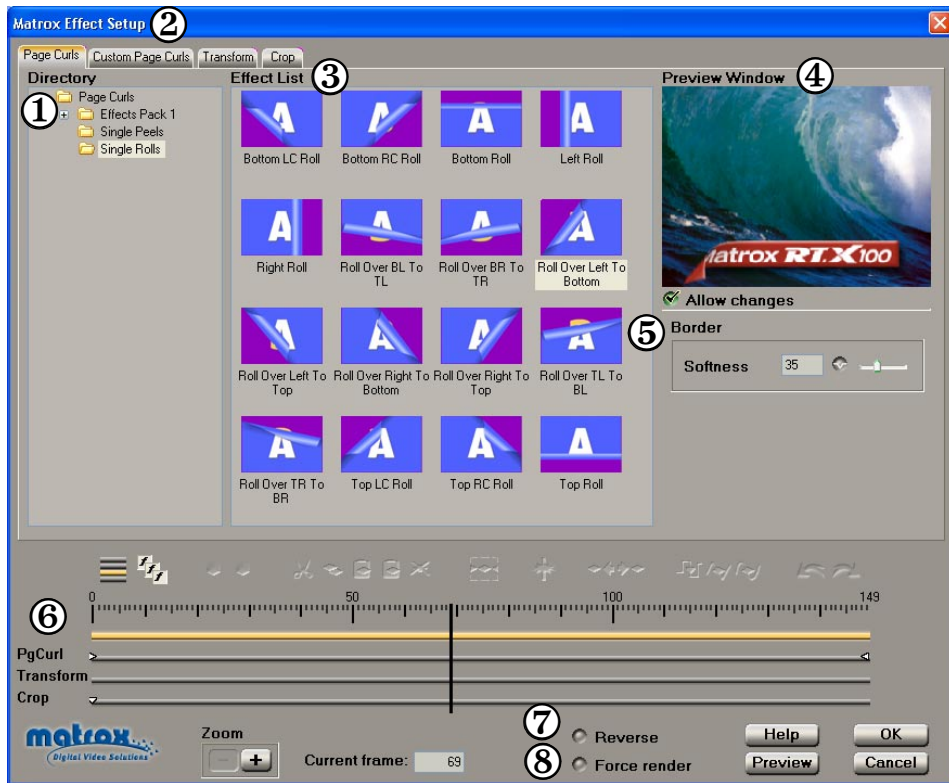 Matrox Effect Setup ②
Page Curls Custom Page Curls Transform Crop
Directory
①
Page Curls
Effects Pack 1
Single Peels
Single Rolls
Effect List ③
Bottom LC Roll Bottom RC Roll Bottom Roll Left Roll
Right Roll Roll Over BL To TL Roll Over BR To TR Roll Over Left To Bottom
Roll Over Left To Top Roll Over Right To Bottom Roll Over Right To Top Roll Over TL To BL
Roll Over TR To BR Top LC Roll Top RC Roll Top Roll
Preview Window ④
Matrox RT.X100
Allow changes
⑤ Border
Softness 35
0 50 100 149
⑥
PgCurl
Transform
Crop
matrox
Digital Video Solutions
Zoom
- +
Current frame: 69
⑦ Reverse
⑧ Force render
Help OK
Preview Cancel